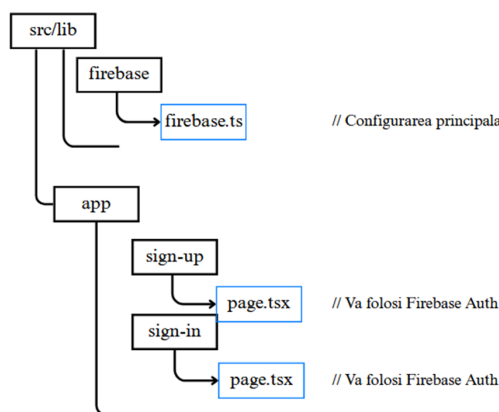 src/lib
firebase
firebase.ts // Configurarea principala
app
sign-up
page.tsx // Va folosi Firebase Auth
sign-in
page.tsx // Va folosi Firebase Auth